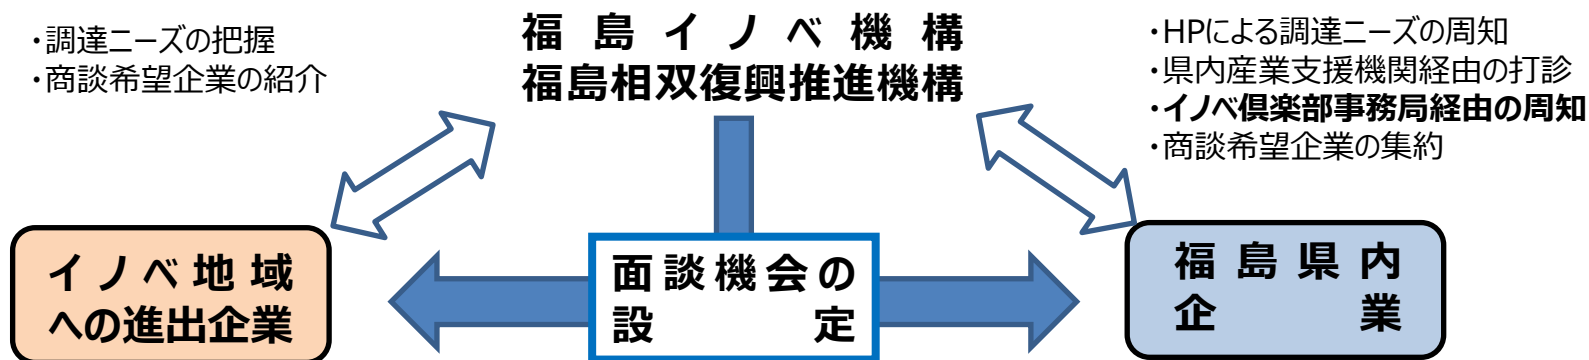 ・調達ニーズの把握
・商談希望企業の紹介
福島イノベ機構
福島相双復興推進機構
・HPによる調達ニーズの周知
・県内産業支援機関経由の打診
・イノベ倶楽部事務局経由の周知
・商談希望企業の集約
イノベ地域
への進出企業
面談機会の
設定
福島県内
企業